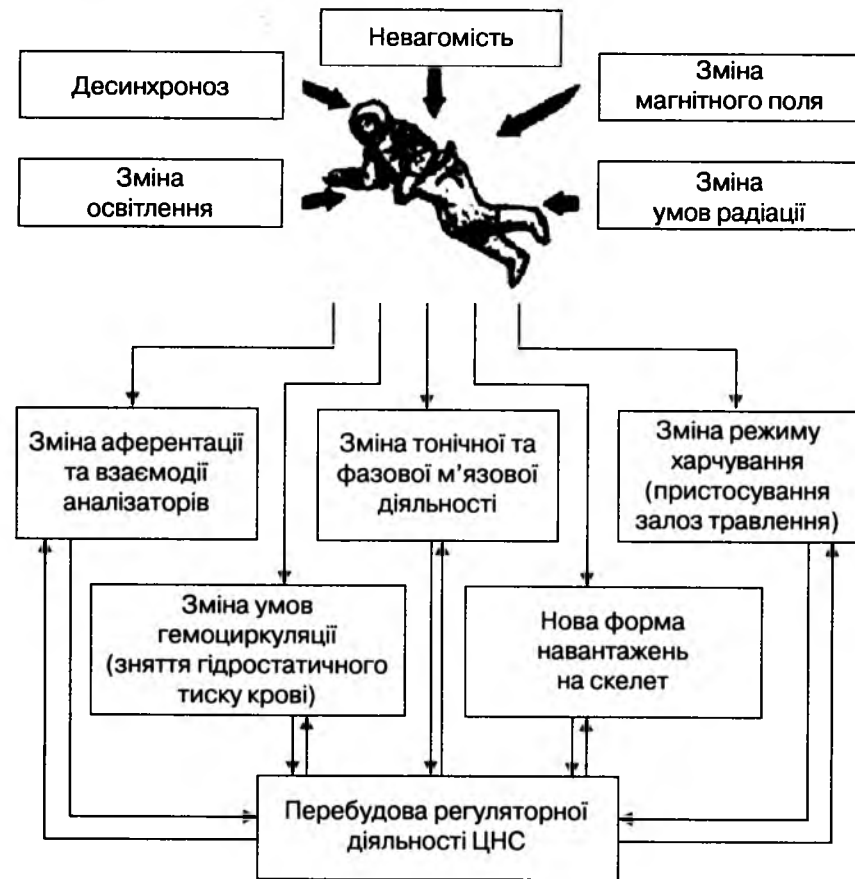 Невагомість
Десинхроноз
Зміна
магнітного поля
Зміна
освітлення
Зміна
умов радіації
Зміна аферентації
та взаємодії
аналізаторів
Зміна тонічної та
фазової м’язової
діяльності
Зміна режиму
харчування
(пристосування
залоз травлення)
Зміна умов
гемоциркуляції
(зняття гідростатичного
тиску крові)
Нова форма
навантажень
на скелет
Перебудова регуляторної
діяльності ЦНС